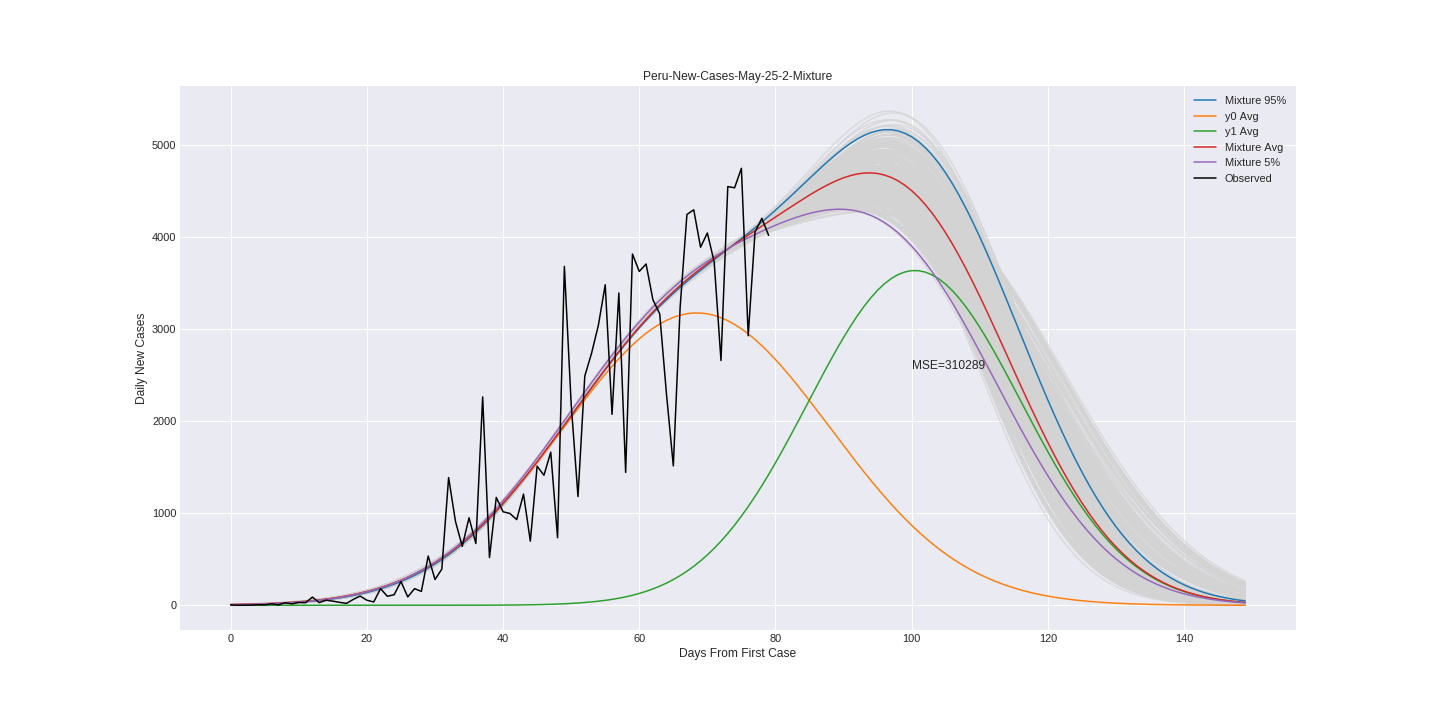 Peru-New-Cases-May-25-2-Mixture
Mixture 95%
y0 Avg
y1 Avg
Mixture Avg
Mixture 5%
Observed
Daily New Cases
5000
4000
3000
2000
1000
0
MSE=310289
0 20 40 60 80 100 120 140
Days From First Case